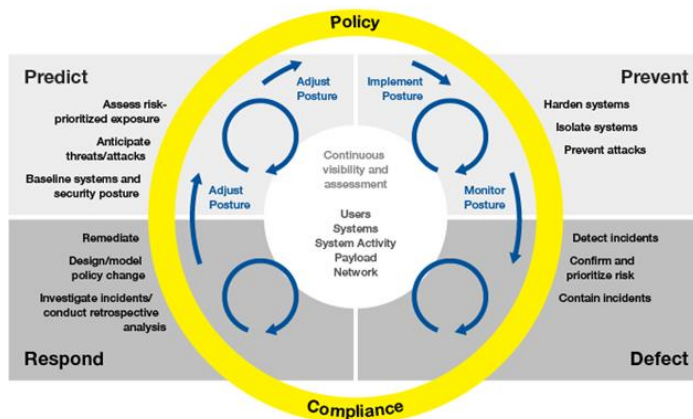 Policy
Predict
Assess risk-
prioritized exposure
Anticipate
threats/attacks
Baseline systems and
security posture
Adjust
Posture
Implement
Posture
Prevent
Harden systems
Isolate systems
Prevent attacks
Adjust
Posture
Continuous
visibility and
assessment
Users
Systems
System Activity
Payload
Network
Monitor
Posture
Remediate
Design/model
policy change
Investigate incidents/
conduct retrospective
analysis
Respond
Detect incidents
Confirm and
prioritize risk
Contain incidents
Defect
Compliance